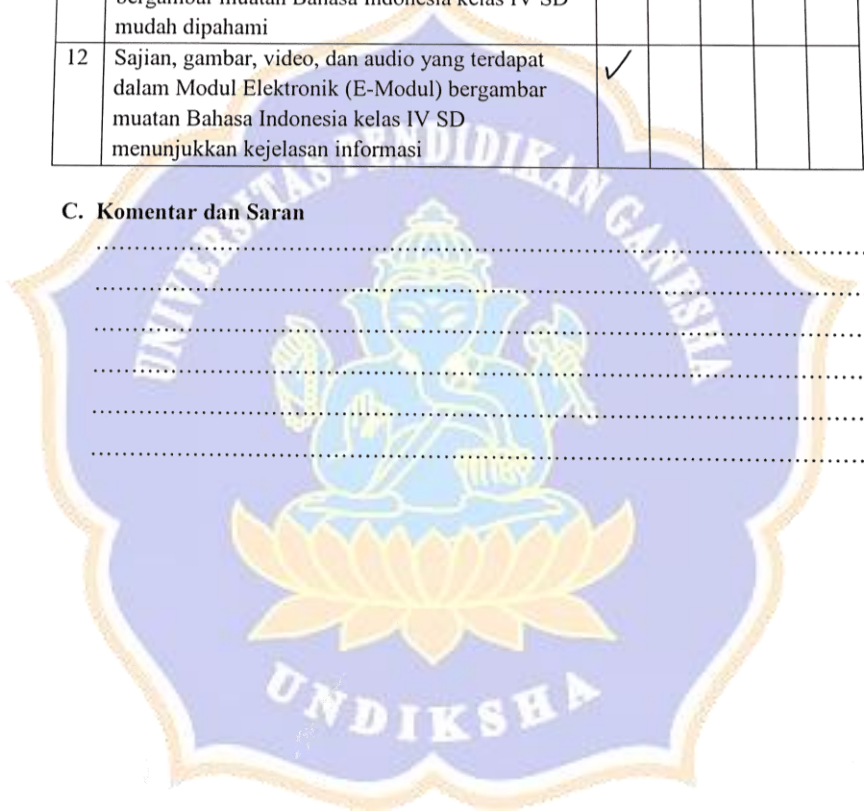 bergambar muatan Bahasa Indonesia kelas IV SD
mudah dipahami
12 Sajian, gambar, video, dan audio yang terdapat
dalam Modul Elektronik (E-Modul) bergambar
muatan Bahasa Indonesia kelas IV SD
menunjukkan kejelasan informasi
✓
C. Komentar dan Saran
UNIVERSITAS PENDIDIKAN GANESHA
UNDIKSHA